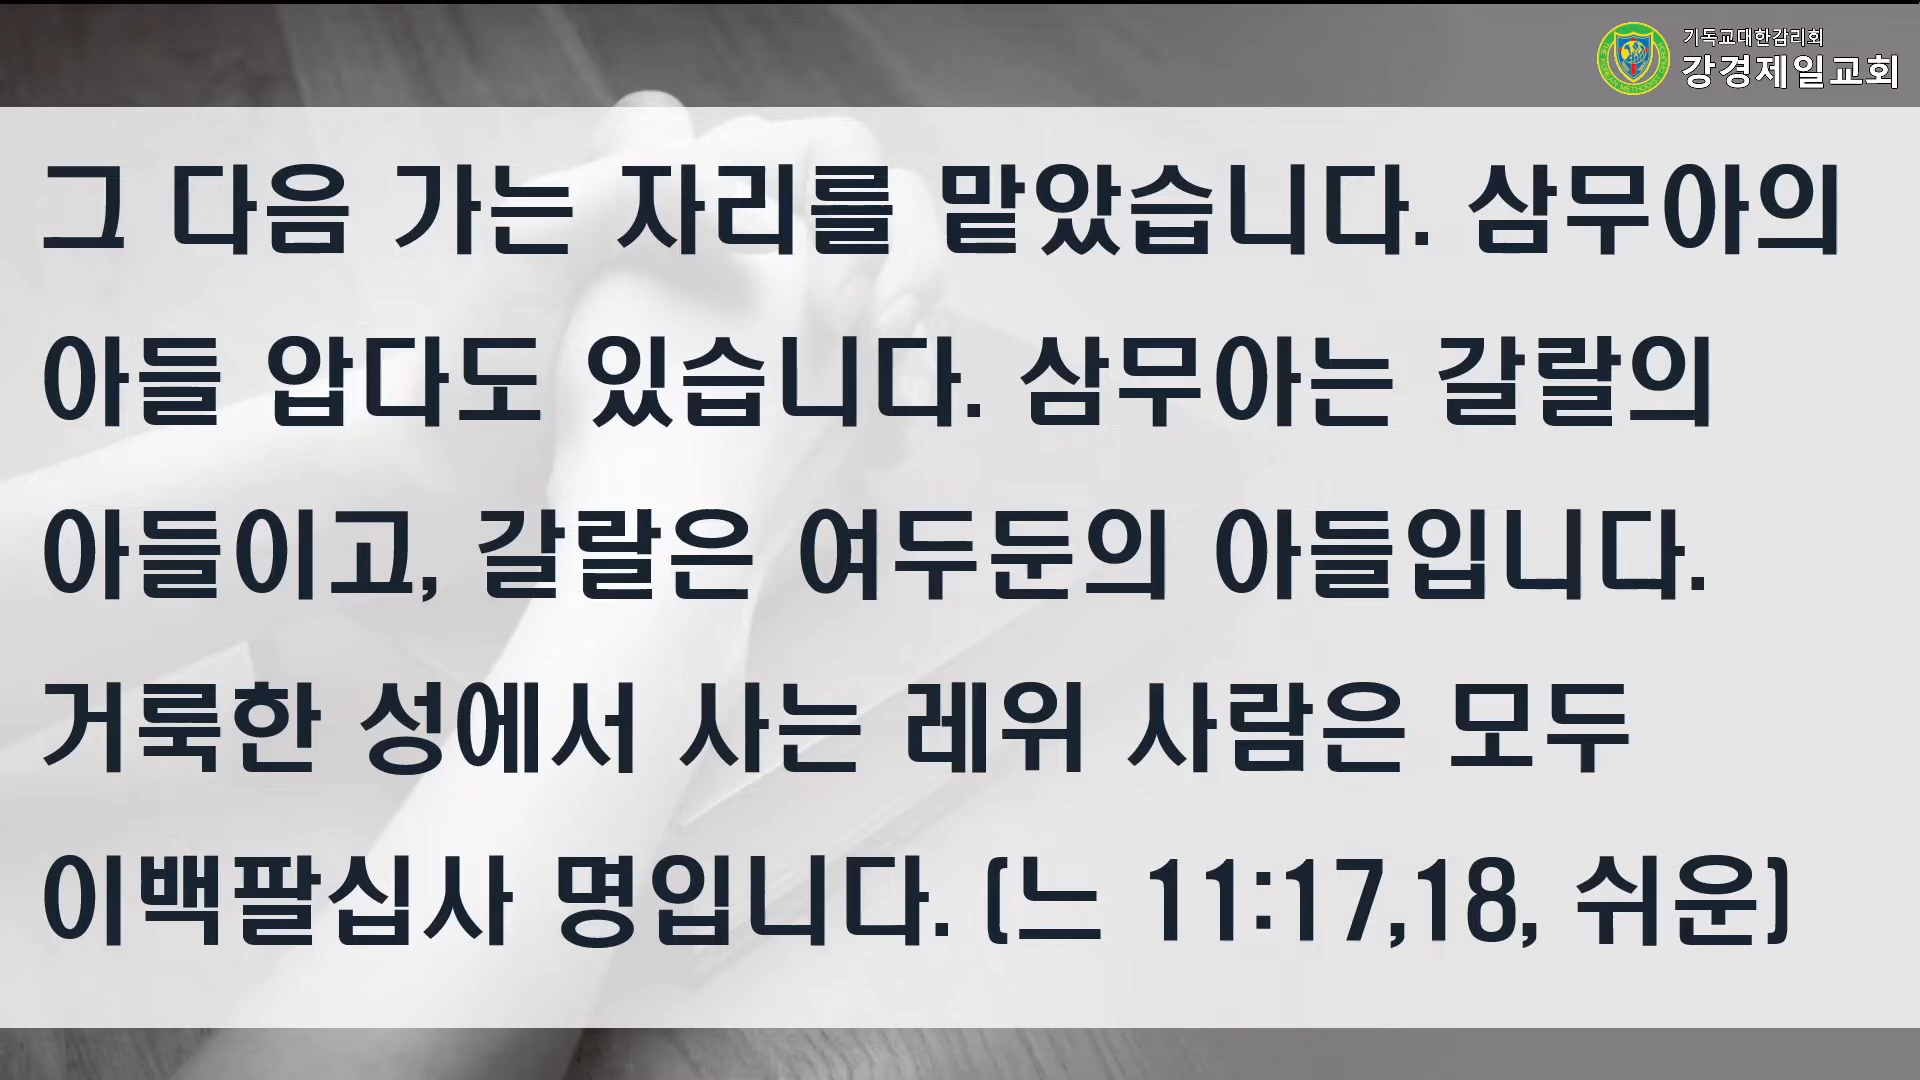 기독교대한감리회
강경제일교회
그 다음 가는 자리를 맡았습니다. 삼무아의
아들 압다도 있습니다. 삼무아는 갈랄의
아들이고, 갈랄은 여두둔의 아들입니다.
거룩한 성에서 사는 레위 사람은 모두
이백팔십사 명입니다. (느 11:17,18, 쉬운)